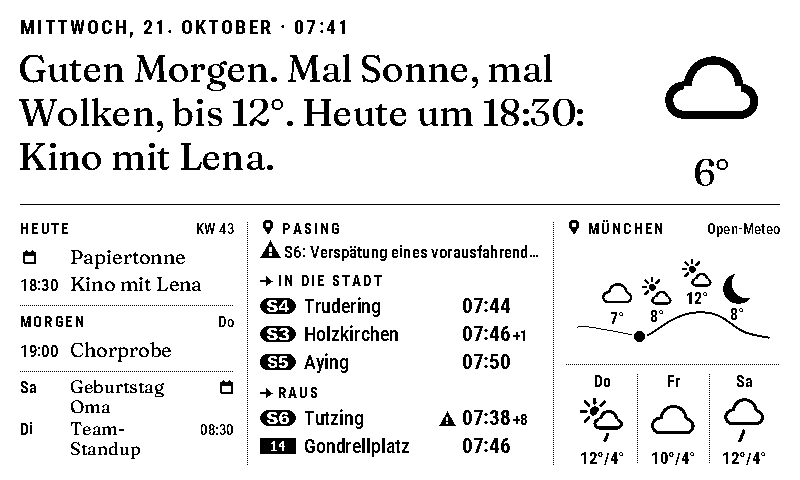 MITTWOCH, 21. OKTOBER · 07:41
Guten Morgen. Mal Sonne, mal
Wolken, bis 12°. Heute um 18:30:
Kino mit Lena.
6°
HEUTE KW 43
Papiertonne
18:30 Kino mit Lena
MORGEN Do
19:00 Chorprobe
Sa Geburtstag
Oma
Di Team- 08:30
Standup
PASING
S6: Verspätung eines vorausfahrend…
IN DIE STADT
S4 Trudering 07:44
S3 Holzkirchen 07:46+1
S5 Aying 07:50
RAUS
S6 Tutzing 07:38+8
14 Gondrellplatz 07:46
MÜNCHEN Open-Meteo
7° 8° 12° 8°
Do Fr Sa
12°/4° 10°/4° 12°/4°